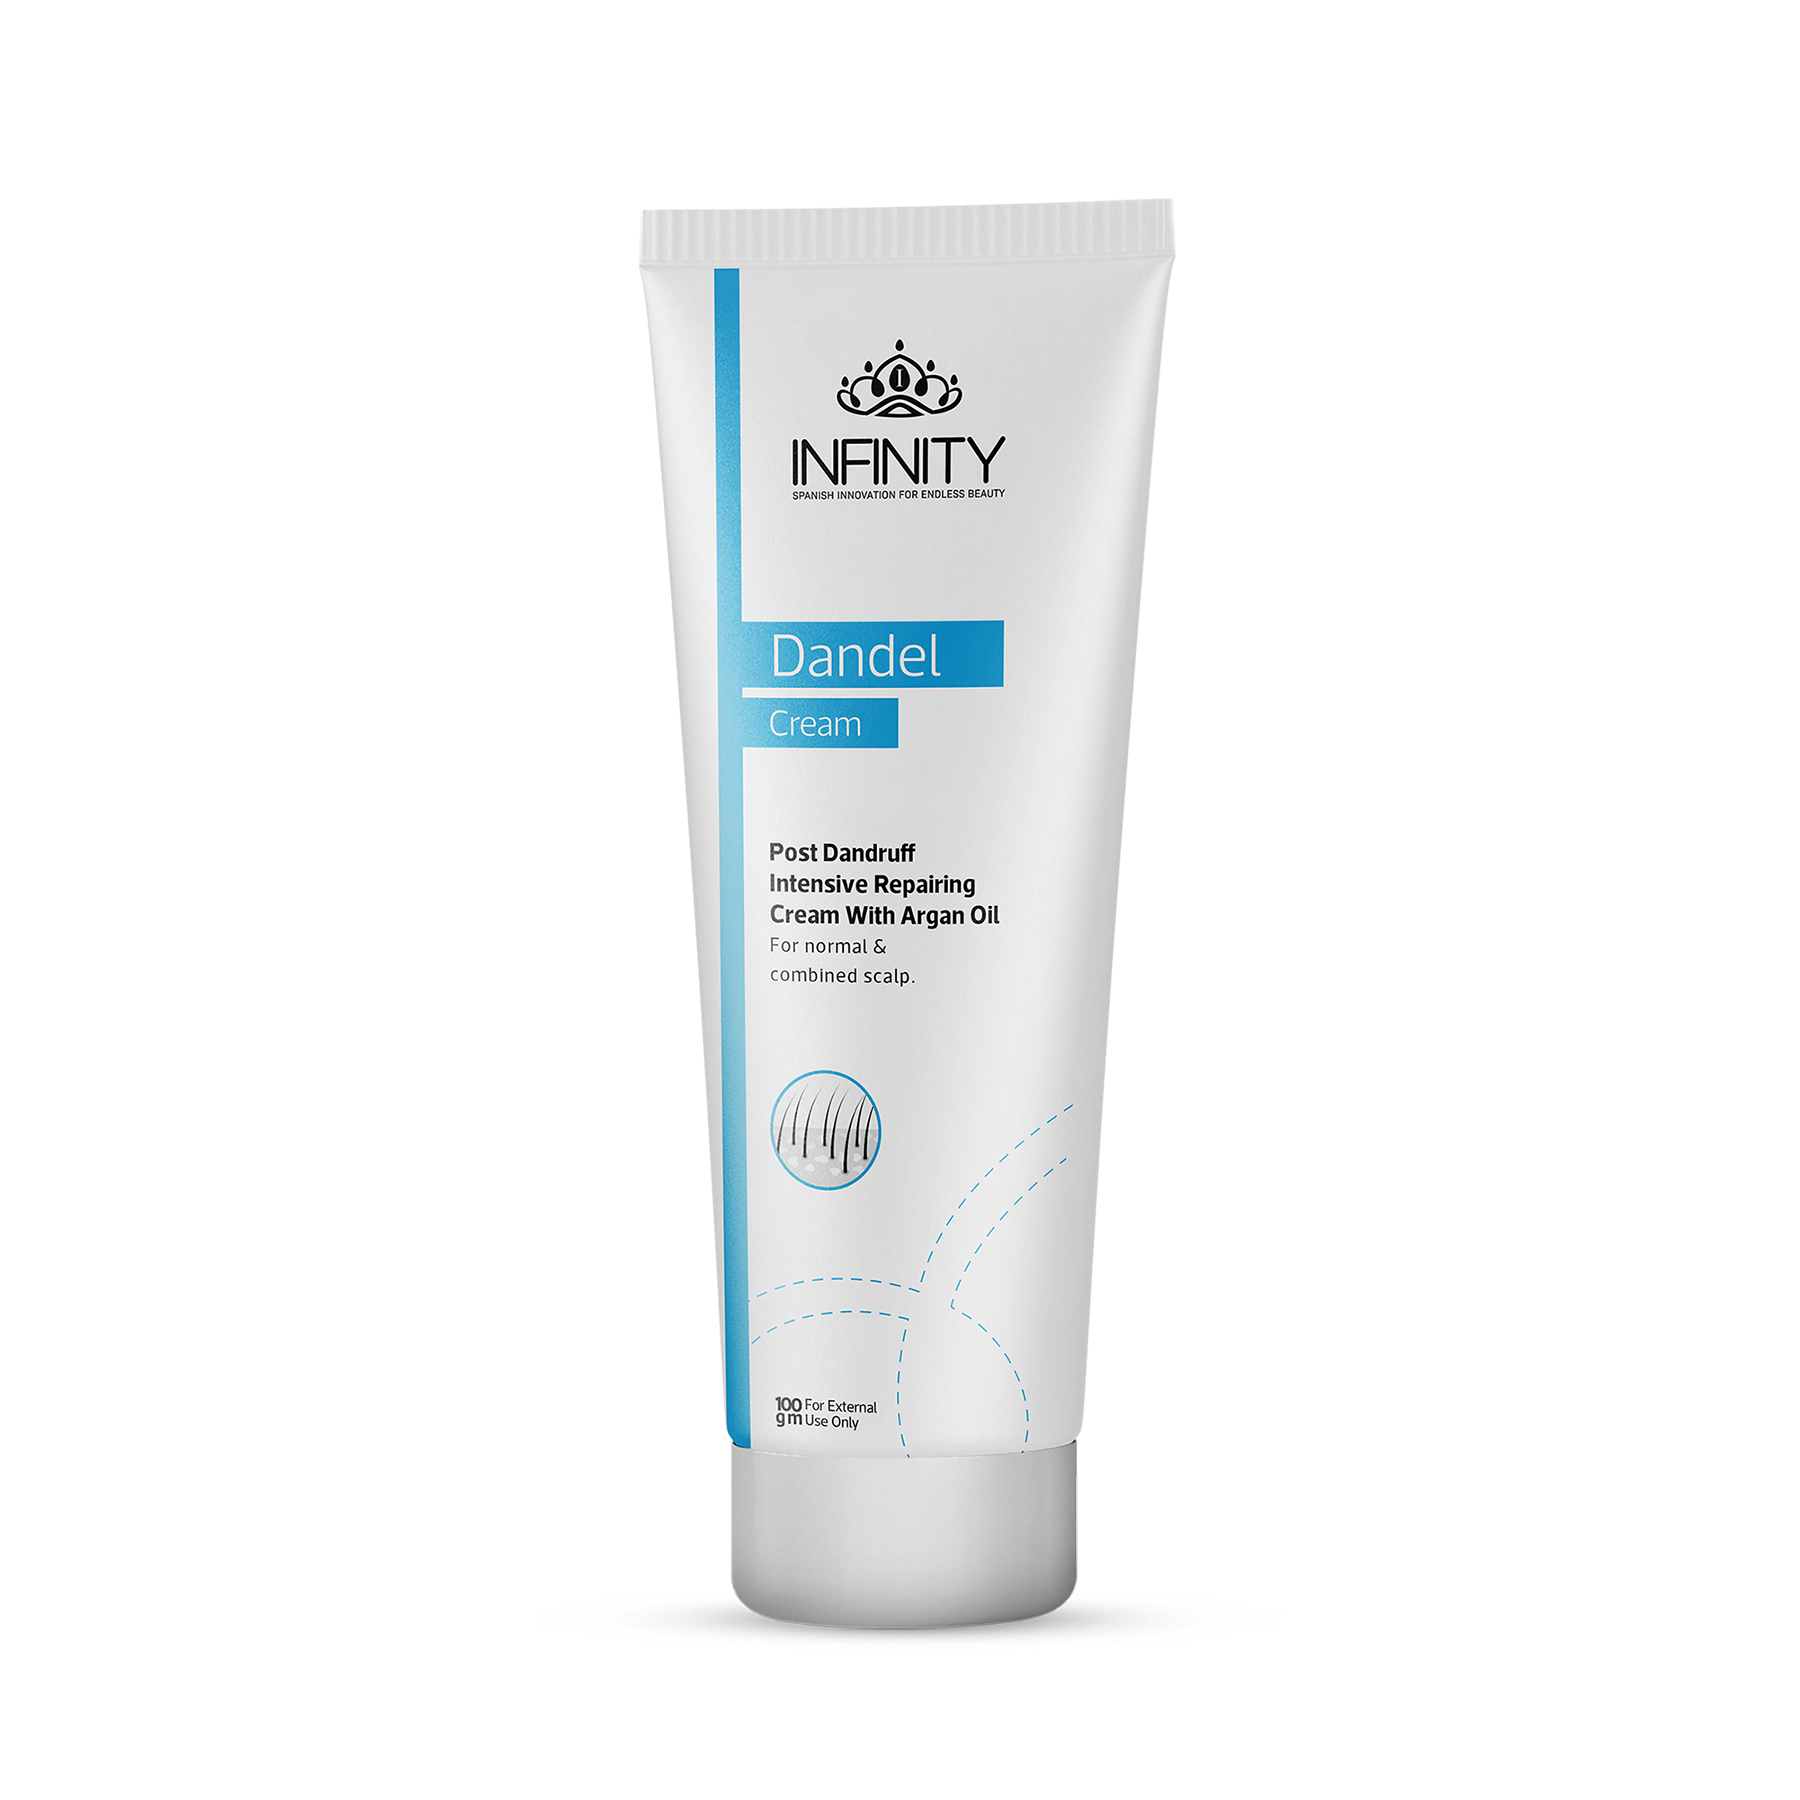 I
INFINITY
SPANISH INNOVATION FOR ENDLESS BEAUTY
Dandel
Cream
Post Dandruff
Intensive Repairing
Cream With Argan Oil
For normal &
combined scalp.
100 For External
gm Use Only